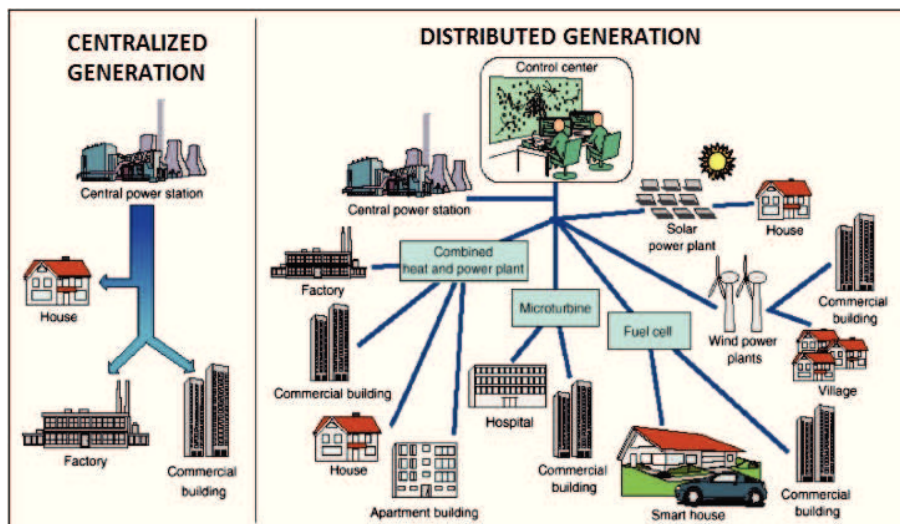 CENTRALIZED
GENERATION
Central power station
House
Factory
Commercial
building
DISTRIBUTED GENERATION
Control center
Central power station
Solar
power plant
House
Combined
heat and power plant
Factory
Microturbine
Fuel cell
Wind power
plants
Commercial
building
Village
Commercial building
House
Apartment building
Hospital
Commercial
building
Smart house
Commercial
building